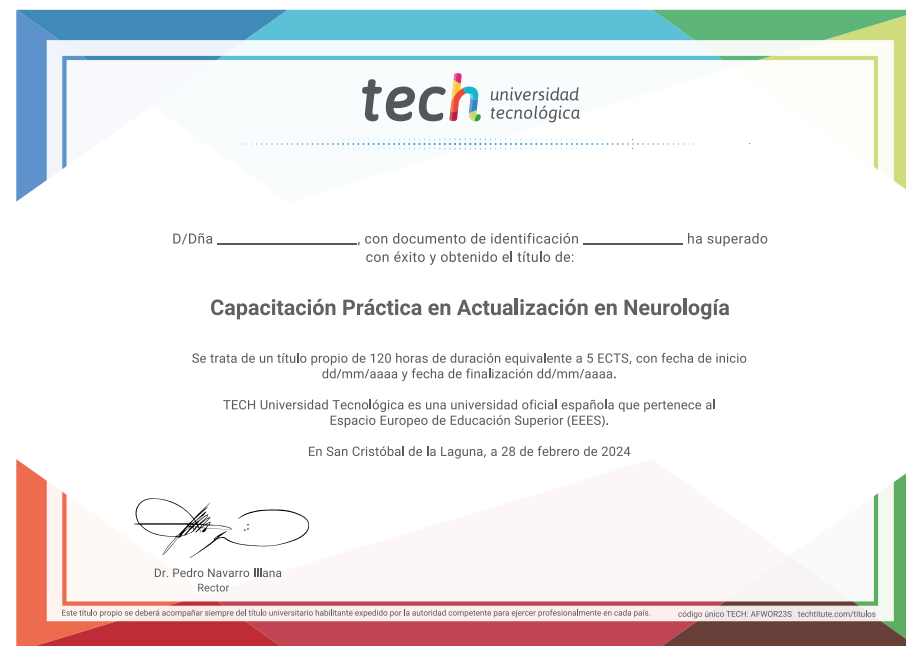 tech universidad
tecnológica
D/Dña ____________, con documento de identificación ____________ ha superado
con éxito y obtenido el título de:
Capacitación Práctica en Actualización en Neurología
Se trata de un título propio de 120 horas de duración equivalente a 5 ECTS, con fecha de inicio
dd/mm/aaaa y fecha de finalización dd/mm/aaaa.
TECH Universidad Tecnológica es una universidad oficial española que pertenece al
Espacio Europeo de Educación Superior (EEES).
En San Cristóbal de la Laguna, a 28 de febrero de 2024
Dr. Pedro Navarro Illana
Rector
Este título propio se deberá acompañar siempre del título universitario habilitante expedido por la autoridad competente para ejercer profesionalmente en cada país.
código único TECH: AFWOR23S techtitute.com/titulos